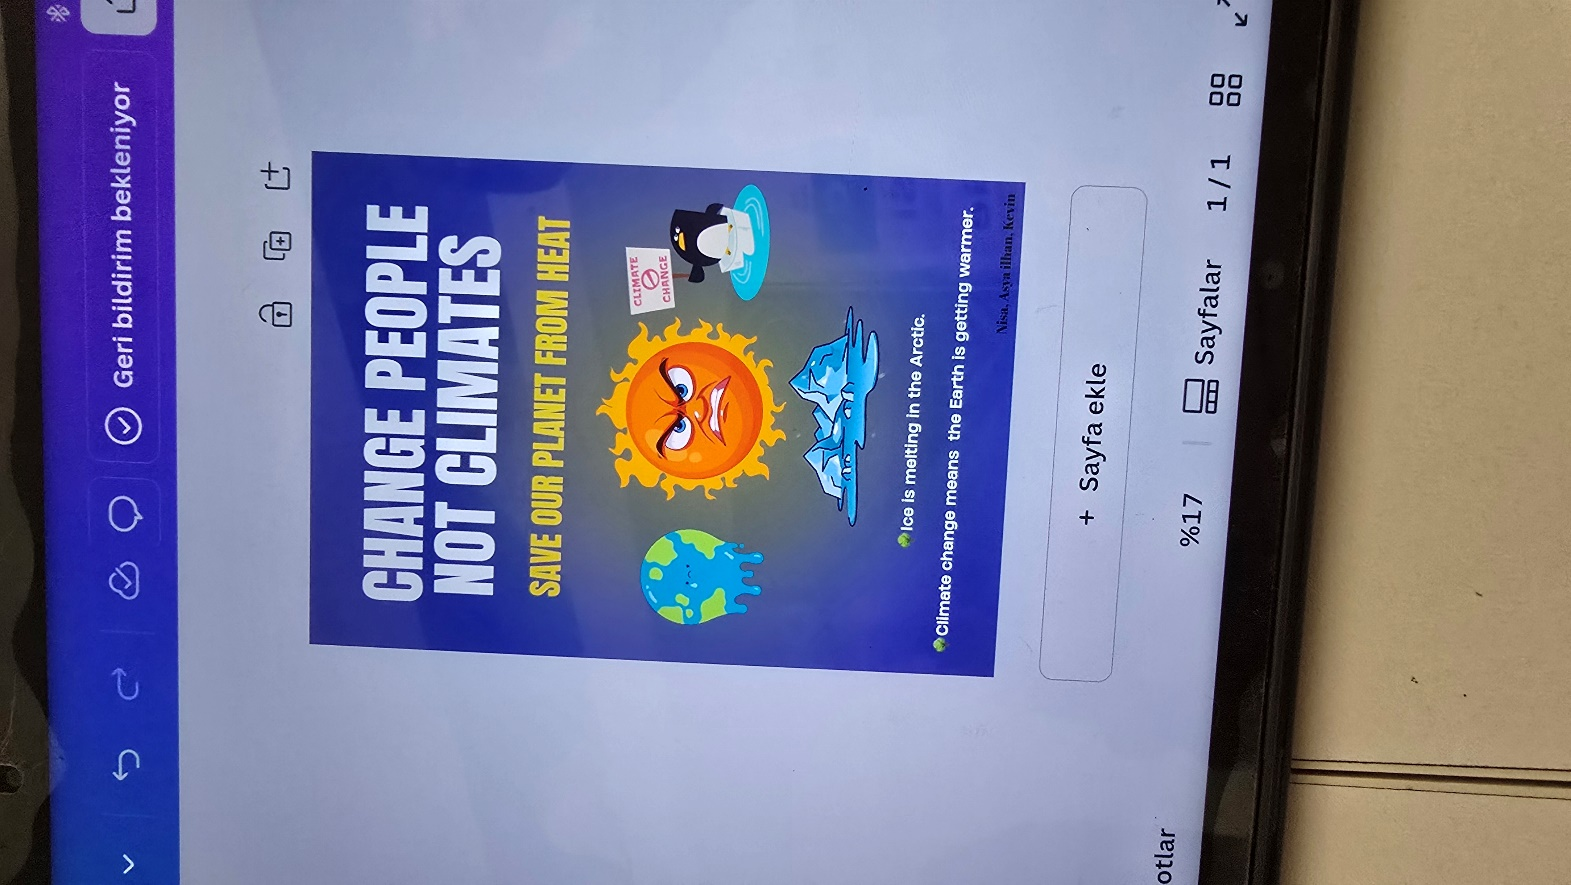 Geri bildirim bekleniyor
CHANGE PEOPLE
NOT CLIMATES
SAVE OUR PLANET FROM HEAT
CLIMATE
CHANGE
Ice is melting in the Arctic.
Climate change means the Earth is getting warmer.
Nisa, Asya ilhan, Kevin
+ Sayfa ekle
otlar
%17
Sayfalar
1/1